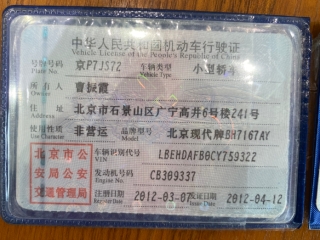 中华人民共和国机动车行驶证
Vehicle License of the People's Republic of China
号牌号码 京P7JS72 车辆类型 小型轿车
Plate No. Vehicle Type
所有人 曹振霞
Owner
住址 北京市石景山区广宁高井6号楼241号
Address
使用性质 非营运 品牌型号 北京现代牌BH7167AY
Use Character Model
北京市公安局公安交通管理局
车辆识别代号 LBEHDAFB0CY759322
VIN
发动机号码 CB309337
Engine No.
注册日期 2012-03-07 发证日期 2012-04-12
Register Date Issue Date